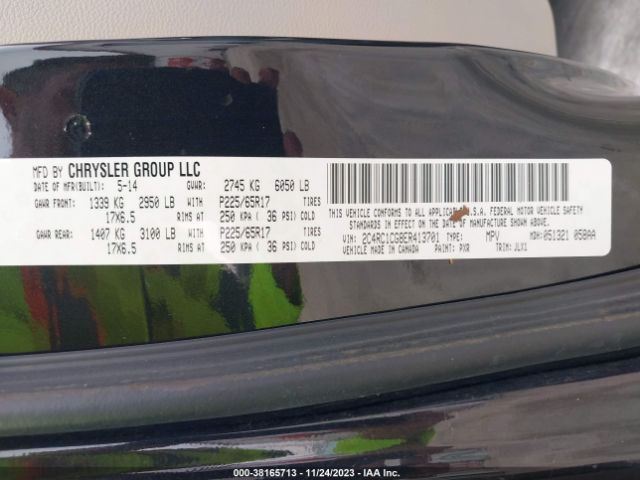 MFD BY CHRYSLER GROUP LLC
DATE OF MFR(BUILT): 5-14 GVWR: 2745 KG 6050 LB
GAWR FRONT: 1339 KG 2950 LB WITH P225/65R17 TIRES
17X6.5 RIMS AT 250 KPA ( 36 PSI) COLD
GAWR REAR: 1407 KG 3100 LB WITH P225/65R17 TIRES
17X6.5 RIMS AT 250 KPA ( 36 PSI) COLD
THIS VEHICLE CONFORMS TO ALL APPLICABLE U.S.A. FEDERAL MOTOR VEHICLE SAFETY
STANDARDS IN EFFECT ON THE DATE OF MANUFACTURE SHOWN ABOVE.
VIN: 2C4RC1CG8ER413701 TYPE: MPV MDH: 051321 058AA
VEHICLE MADE IN CANADA PAINT: PXR TRIM: JLX1
000-38165713 - 11/24/2023 - IAA Inc.